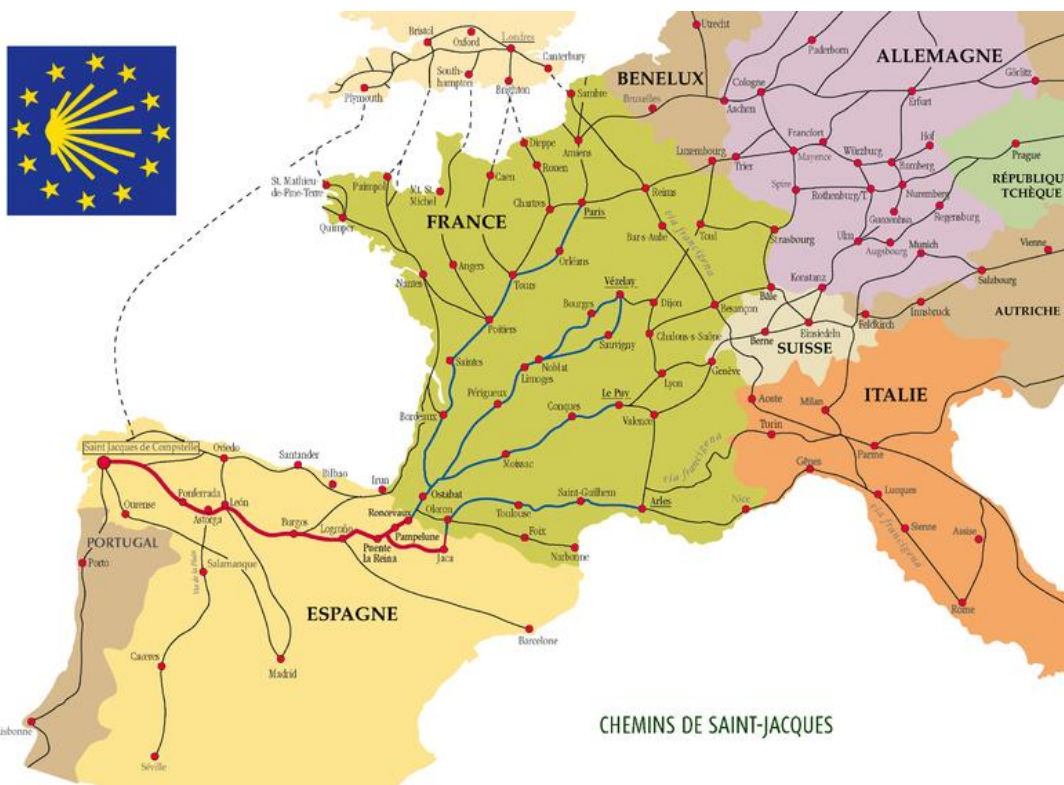 Bristol
Oxford
Londres
Canterbury
South-
hampton
Brighton
Plymouth
Utrecht
Paderborn
ALLEMAGNE
BENELUX
Cologne
Görlitz
Bruxelles
Aachen
Erfurt
Sambre
Amiens
Dieppe
Rouen
Luxembourg
Trier
Francfort
Mayence
Würzburg
Hof
Bamberg
Prague
RÉPUBLIQUE
TCHÈQUE
St. Mathieu
de-Fine-Terre
Paimpol
Mt. St.
Michel
Caen
Reims
Spire
Rothenburg/T.
Nuremberg
FRANCE
Chartres
Paris
via francigena
Quimper
Bar-s-Aube
Toul
Strasbourg
Regensburg
Ulm
Augsbourg
Munich
Vienne
Angers
Orléans
Nantes
Tours
Vézelay
Konstanz
Salzbourg
Bourges
Dijon
Besançon
Bâle
Innsbruck
AUTRICHE
Poitiers
Feldkirch
Sauvigny
Chalons-s-Saône
Berne
Einsiedeln
SUISSE
Saintes
Noblat
Limoges
Lyon
Genève
ITALIE
Périgueux
Le Puy
Aoste
Milan
Bordeaux
Conques
Valence
Turin
Saint Jacques de Compstelle
Oviedo
Santander
Moissac
via francigena
Parme
Bilbao
Irun
Gênes
Ponferrada
León
Ostabat
Saint-Guilhem
Arles
Nice
Lucques
Ourense
Astorga
Burgos
Logroño
Roncevaux
Oloron
Toulouse
via francigena
PORTUGAL
Pampelune
Puente
la Reina
Jaca
Foix
Narbonne
Sienne
Assise
Porto
Salamanque
Rome
ESPAGNE
Barcelone
Caceres
Madrid
isbonne
Séville
CHEMINS DE SAINT-JACQUES